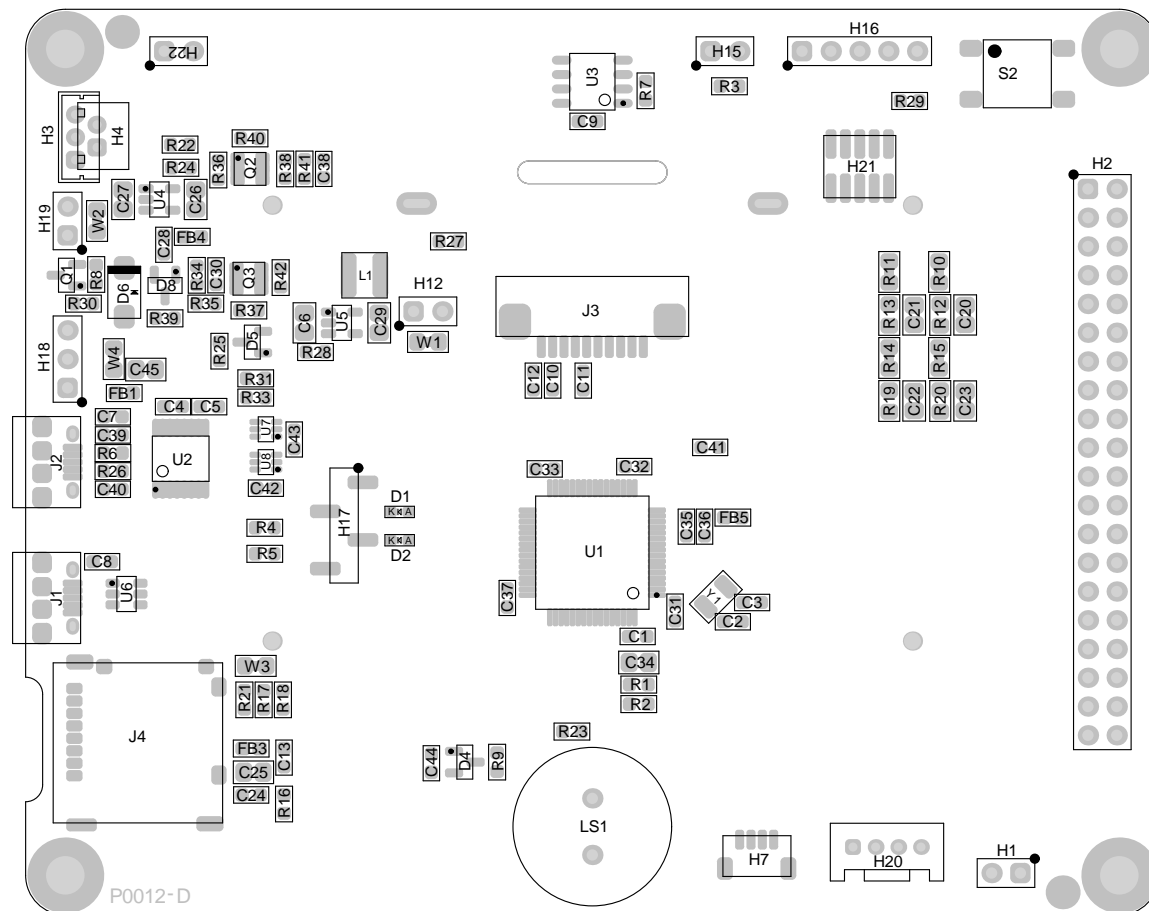 H22
H15
H16
S2
U3
R7
R3
R29
C9
H3
H4
R22
R40
R24
R36
Q2
R38
R41
C38
H21
H2
C27
U4
C26
H19
W2
C28
FB4
R27
Q1
R8
D6
D8
R34
C30
Q3
R42
L1
R11
R10
R30
R35
R39
R37
H12
J3
C6
U5
C29
R13
C21
R12
C20
H18
W4
R25
D5
R28
W1
C45
R31
R14
R15
FB1
R33
C12
C10
C11
C7
C4
C5
R19
C22
R20
C23
C39
U7
C43
J2
R6
U2
U8
C41
R26
C33
C32
C40
C42
H17
D1
K A
R4
K A
D2
C35
C36
FB5
R5
U1
C8
J1
U6
C37
Y1
C3
C31
C2
C1
W3
C34
R21
R17
R18
R1
R2
J4
FB3
C13
R23
C25
C44
D4
R9
C24
R16
LS1
H7
H20
H1
P0012-D